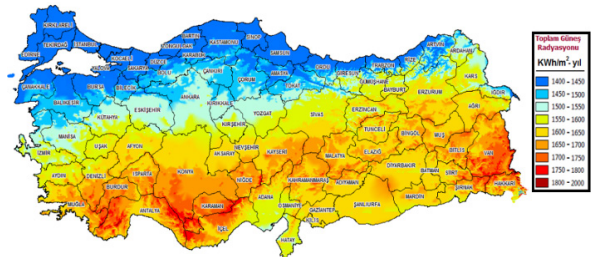 KIRKLARELİ
EDİRNE
TEKİRDAĞ
İSTANBUL
KOCAELİ
YALOVA
SAKARYA
DÜZCE
BOLU
ZONGULDAK
BARTIN
KARABÜK
KASTAMONU
SİNOP
SAMSUN
ÇANKIRI
ÇORUM
AMASYA
TOKAT
ORDU
GİRESUN
TRABZON
GÜMÜŞHANE
RİZE
ARTVİN
ARDAHAN
KARS
IĞDIR
BAYBURT
ERZURUM
AĞRI
ÇANAKKALE
BALIKESİR
BURSA
BİLECİK
ESKİŞEHİR
KÜTAHYA
ANKARA
KIRIKKALE
KIRŞEHİR
YOZGAT
SİVAS
ERZİNCAN
TUNCELİ
BİNGÖL
MUŞ
BİTLİS
VAN
MANİSA
İZMİR
UŞAK
AFYON
AKSARAY
NEVŞEHİR
KAYSERİ
MALATYA
ELAZIĞ
DİYARBAKIR
BATMAN
SİİRT
ŞIRNAK
HAKKARİ
AYDIN
DENİZLİ
ISPARTA
BURDUR
KONYA
NİĞDE
KAHRAMANMARAŞ
ADIYAMAN
MARDİN
MUĞLA
ANTALYA
KARAMAN
İÇEL
ADANA
OSMANİYE
GAZİANTEP
KİLİS
ŞANLIURFA
HATAY
Toplam Güneş
Radyasyonu
KWh/m²-yıl
1400 - 1450
1450 - 1500
1500 - 1550
1550 - 1600
1600 - 1650
1650 - 1700
1700 - 1750
1750 - 1800
1800 - 2000